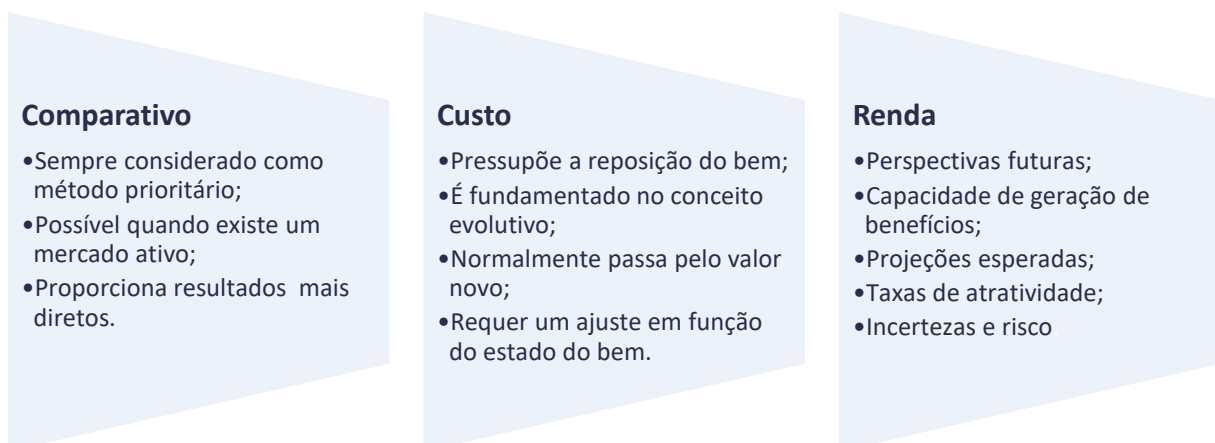 Comparativo
•Sempre considerado como
método prioritário;
•Possível quando existe um
mercado ativo;
•Proporciona resultados  mais
diretos.
Custo
•Pressupõe a reposição do bem;
•É fundamentado no conceito
evolutivo;
•Normalmente passa pelo valor
novo;
•Requer um ajuste em função
do estado do bem.
Renda
•Perspectivas futuras;
•Capacidade de geração de
benefícios;
•Projeções esperadas;
•Taxas de atratividade;
•Incertezas e risco